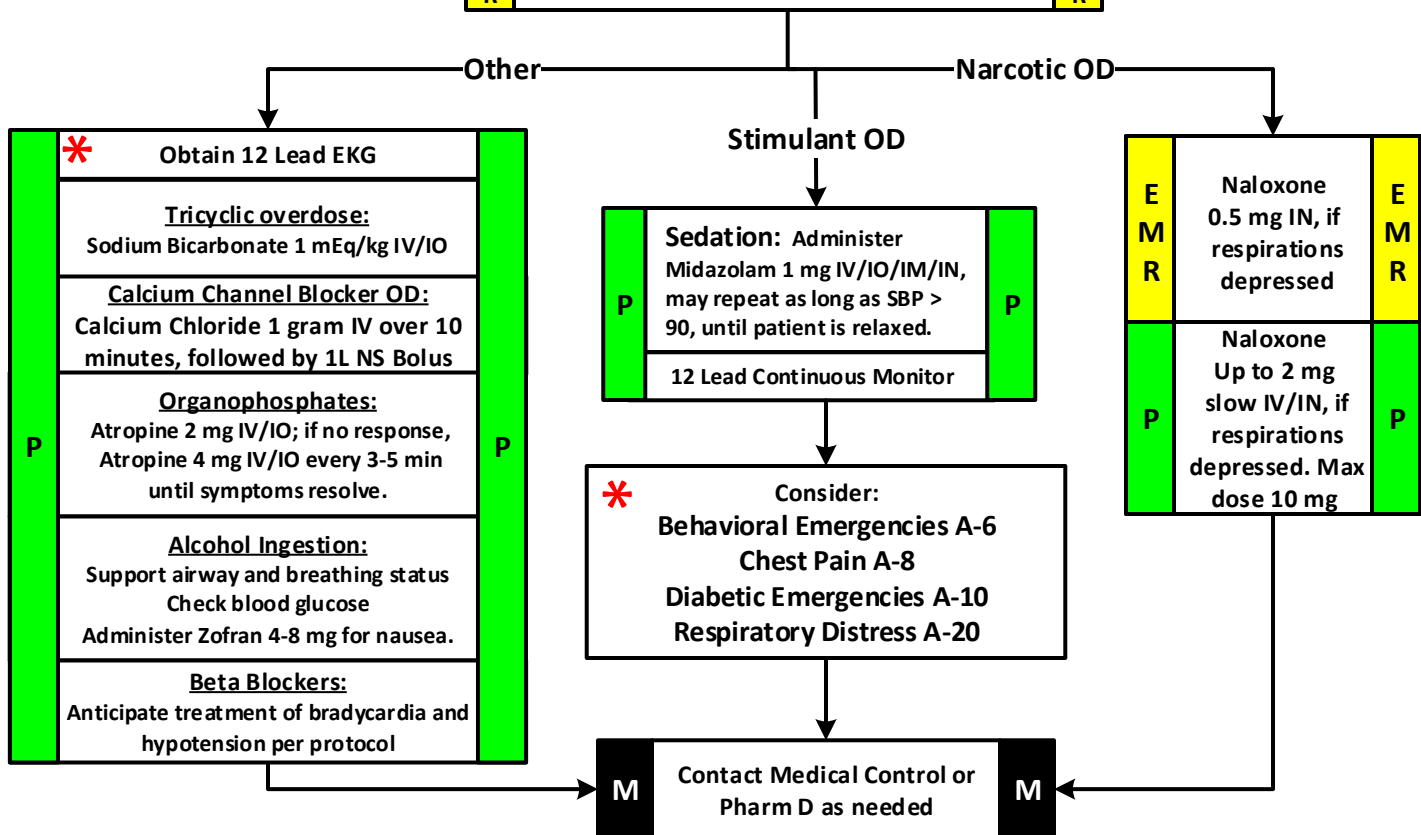 R
R
Other
Narcotic OD
Stimulant OD
P
P
* Obtain 12 Lead EKG
Tricyclic overdose:
Sodium Bicarbonate 1 mEq/kg IV/IO
Calcium Channel Blocker OD:
Calcium Chloride 1 gram IV over 10
minutes, followed by 1L NS Bolus
Organophosphates:
Atropine 2 mg IV/IO; if no response,
Atropine 4 mg IV/IO every 3-5 min
until symptoms resolve.
Alcohol Ingestion:
Support airway and breathing status
Check blood glucose
Administer Zofran 4-8 mg for nausea.
Beta Blockers:
Anticipate treatment of bradycardia and
hypotension per protocol
P
P
Sedation: Administer
Midazolam 1 mg IV/IO/IM/IN,
may repeat as long as SBP >
90, until patient is relaxed.
12 Lead Continuous Monitor
* Consider:
Behavioral Emergencies A-6
Chest Pain A-8
Diabetic Emergencies A-10
Respiratory Distress A-20
E
M
R
E
M
R
Naloxone
0.5 mg IN, if
respirations
depressed
P
P
Naloxone
Up to 2 mg
slow IV/IN, if
respirations
depressed. Max
dose 10 mg
M
M
Contact Medical Control or
Pharm D as needed